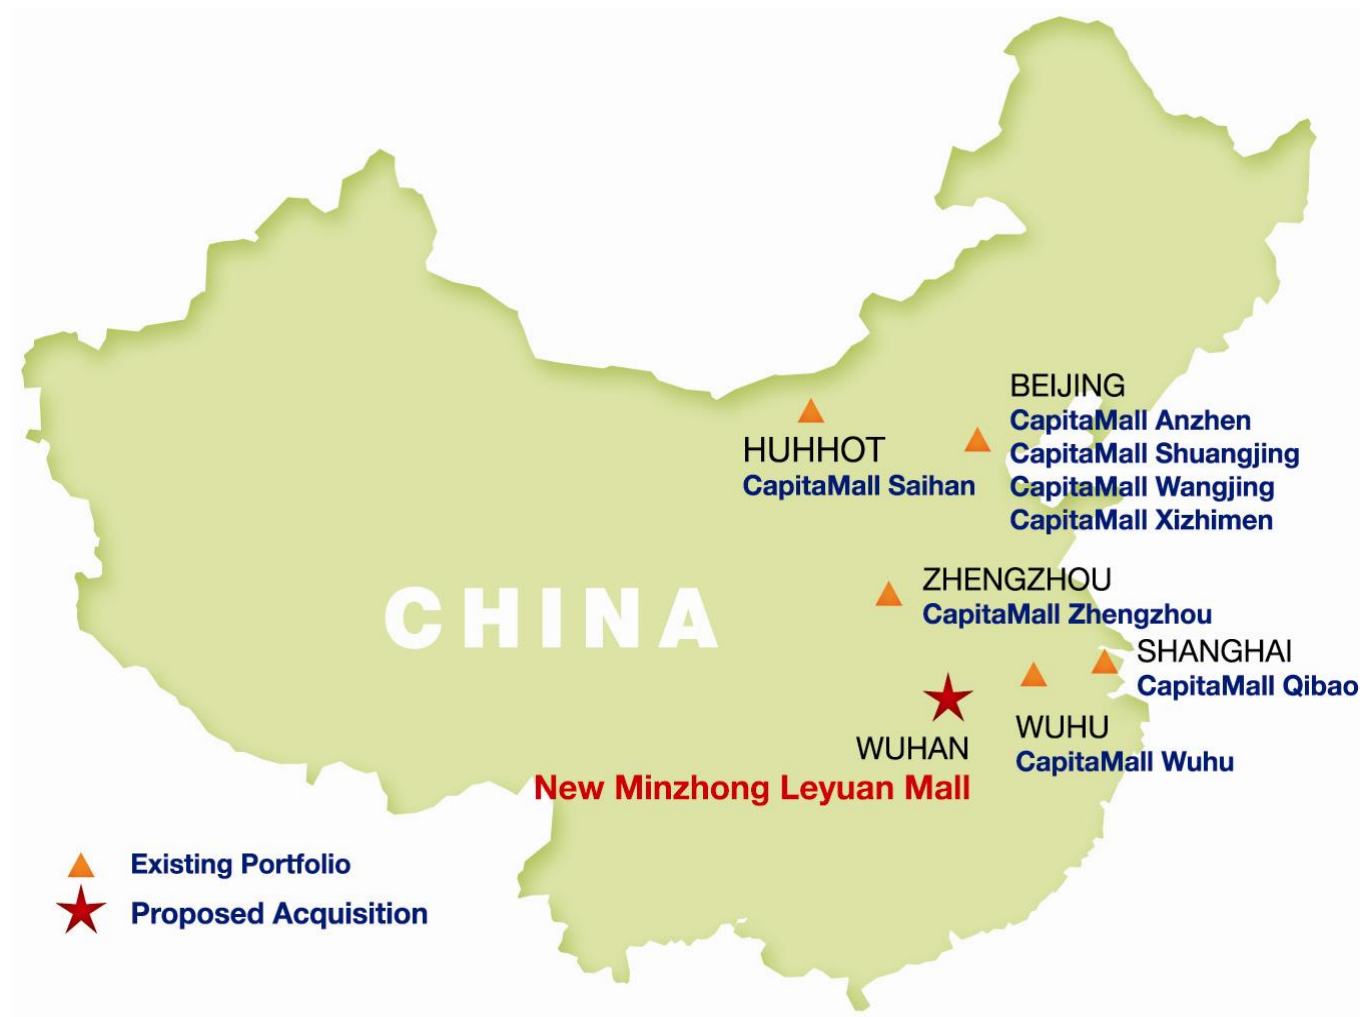 BEIJING
CapitaMall Anzhen
CapitaMall Shuangjing
CapitaMall Wangjing
CapitaMall Xizhimen
HUHHOT
CapitaMall Saihan
ZHENGZHOU
CapitaMall Zhengzhou
CHINA
SHANGHAI
CapitaMall Qibao
WUHU
CapitaMall Wuhu
WUHAN
New Minzhong Leyuan Mall
Existing Portfolio
Proposed Acquisition